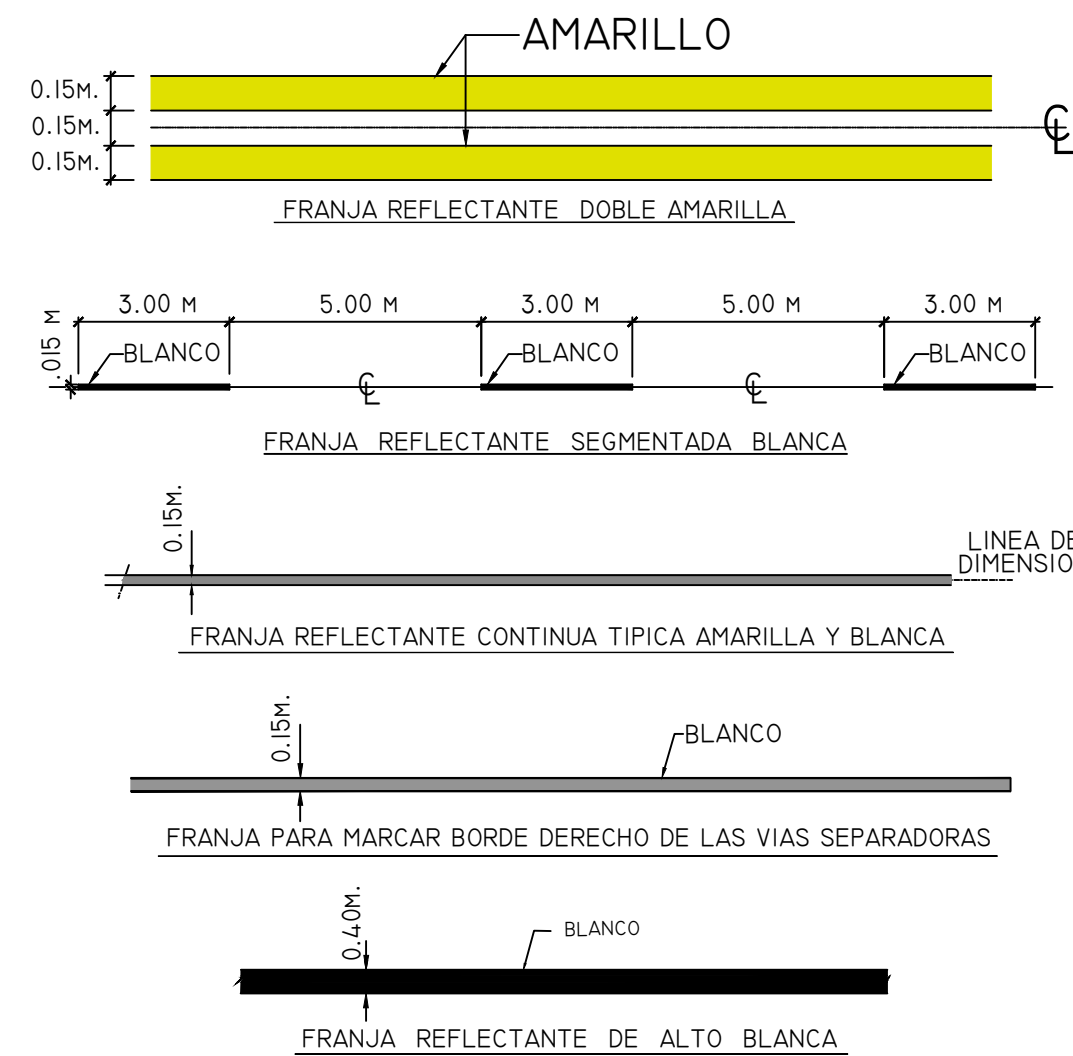 AMARILLO
0.15M.
0.15M.
0.15M.
℄
FRANJA REFLECTANTE DOBLE AMARILLA
3.00 M 5.00 M 3.00 M 5.00 M 3.00 M
.015 M
BLANCO BLANCO BLANCO
℄ ℄
FRANJA REFLECTANTE SEGMENTADA BLANCA
0.15M.
LINEA DE
DIMENSIO
FRANJA REFLECTANTE CONTINUA TIPICA AMARILLA Y BLANCA
0.15M.
BLANCO
FRANJA PARA MARCAR BORDE DERECHO DE LAS VIAS SEPARADORAS
0.40M.
BLANCO
FRANJA REFLECTANTE DE ALTO BLANCA